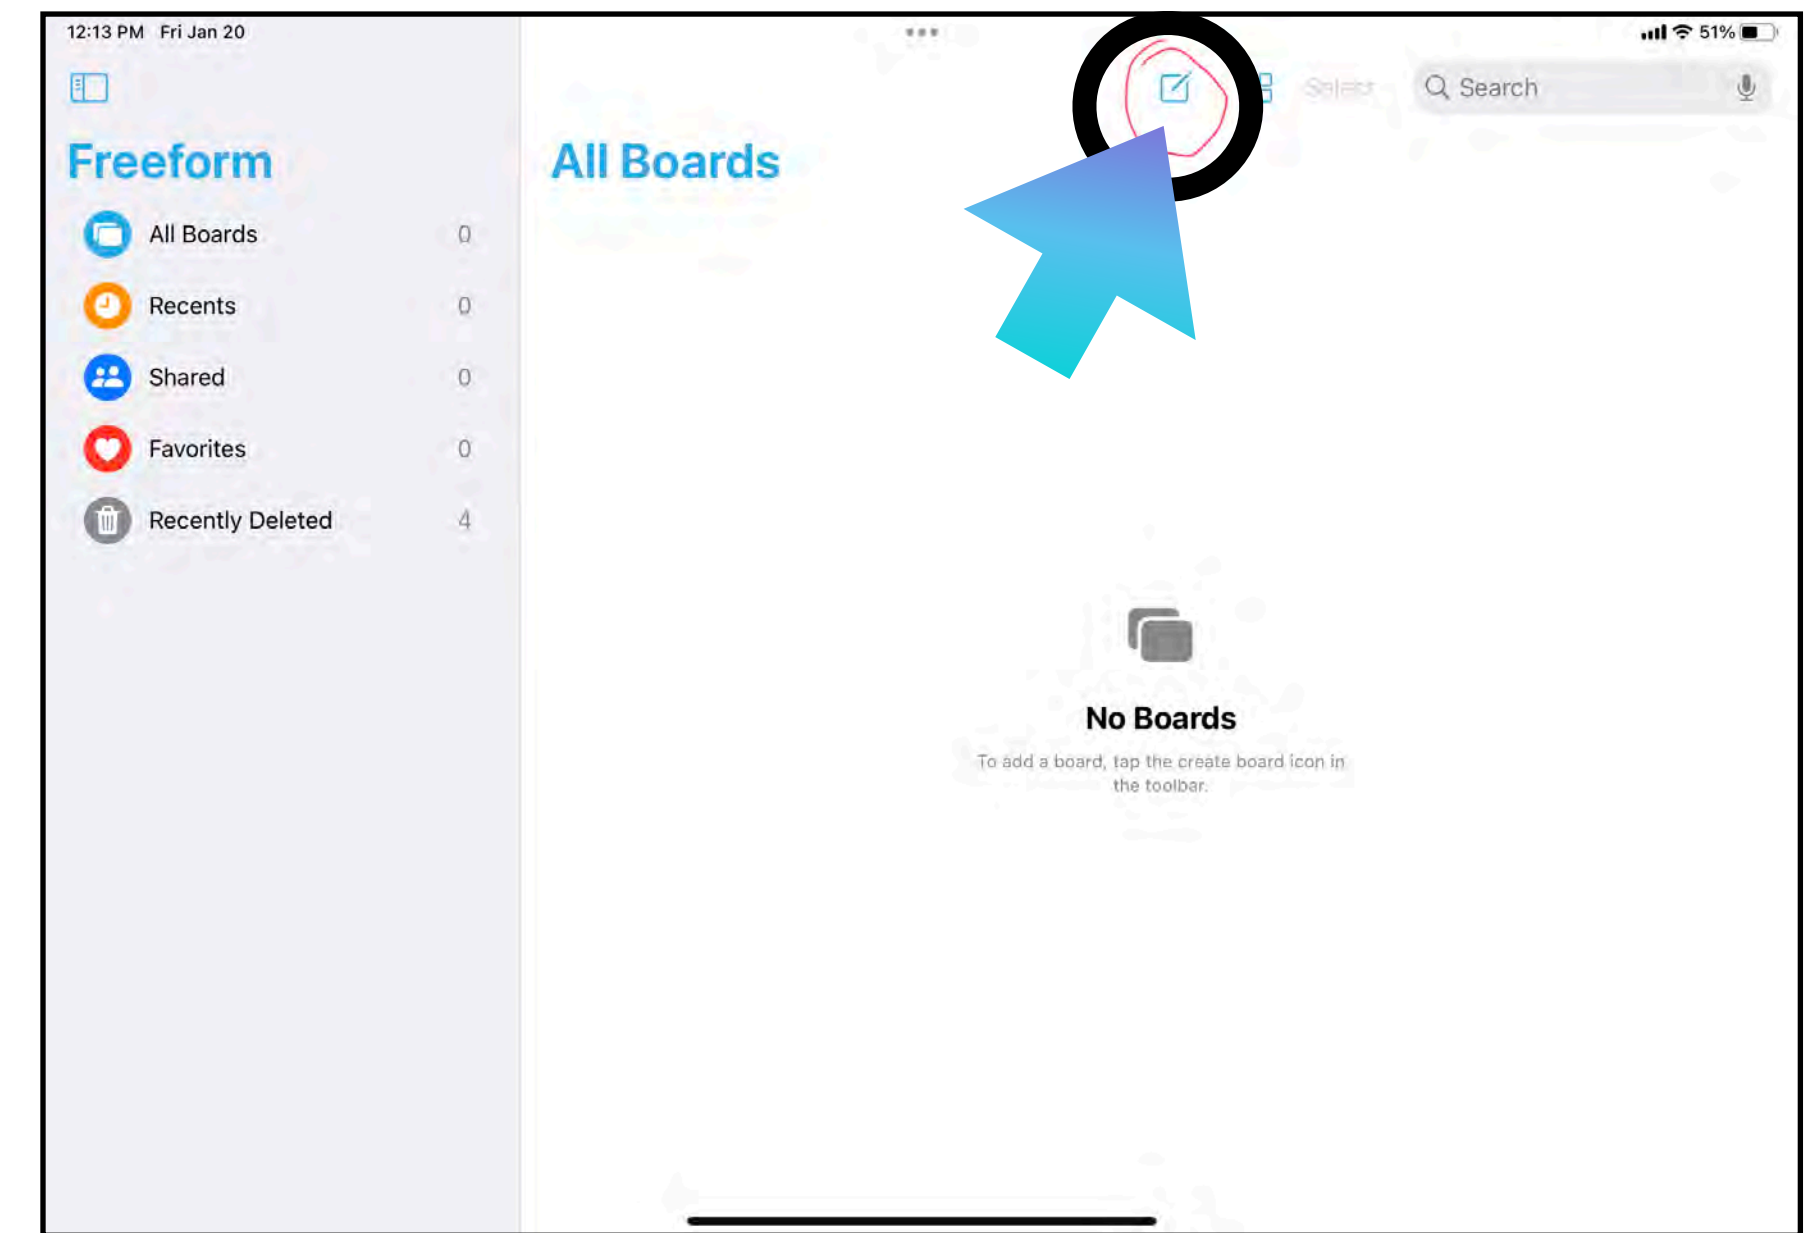 12:13 PM Fri Jan 20
51%
Select
Search
Freeform
All Boards
All Boards 0
Recents 0
Shared 0
Favorites 0
Recently Deleted 4
No Boards
To add a board, tap the create board icon in
the toolbar.